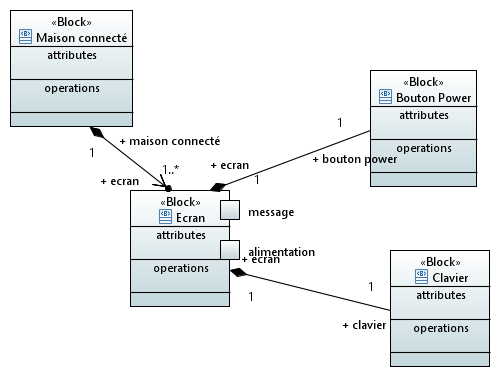 «Block»
Maison connecté
attributes
operations
+ maison connecté
1
1..*
+ ecran
«Block»
Bouton Power
attributes
operations
1
+ bouton power
+ ecran
1
«Block»
Ecran
attributes
operations
message
alimentation
+ ecran
1
1
+ clavier
«Block»
Clavier
attributes
operations